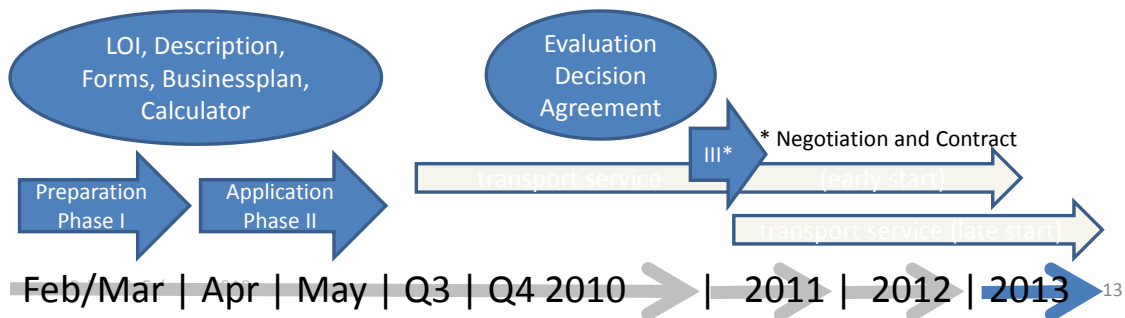 LOI, Description,
Forms, Businessplan,
Calculator
Evaluation
Decision
Agreement
III*
* Negotiation and Contract
transport service (early start)
Preparation
Phase I
Application
Phase II
transport service (late start)
Feb/Mar | Apr | May | Q3 | Q4 2010 | 2011 | 2012 | 2013
13